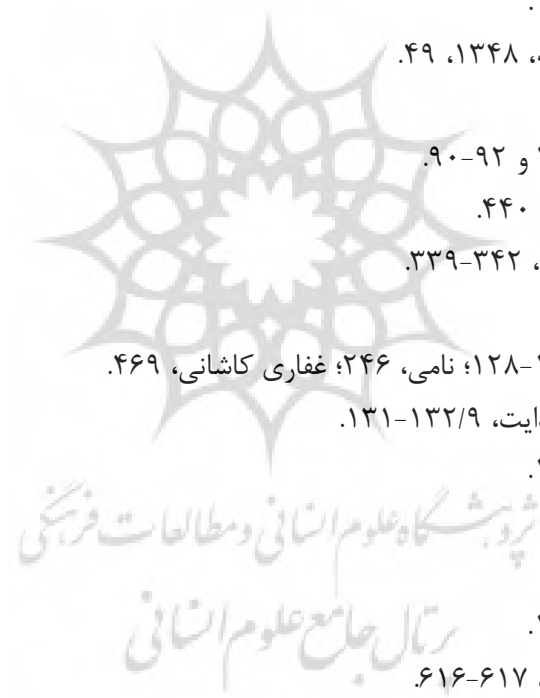 .
، ۱۳۴۸، ۴۹.
و ۹۲-۹۰.
۴۴۰.
، ۳۴۲-۳۳۹.
-۱۲۸؛ نامی، ۲۴۶؛ غفاری کاشانی، ۴۶۹.
ایت، ۱۳۲/۹-۱۳۱.
.
پژوهشگاه علوم انسانی و مطالعات فرهنگی
.
پرتال جامع علوم انسانی
، ۶۱۷-۶۱۶.